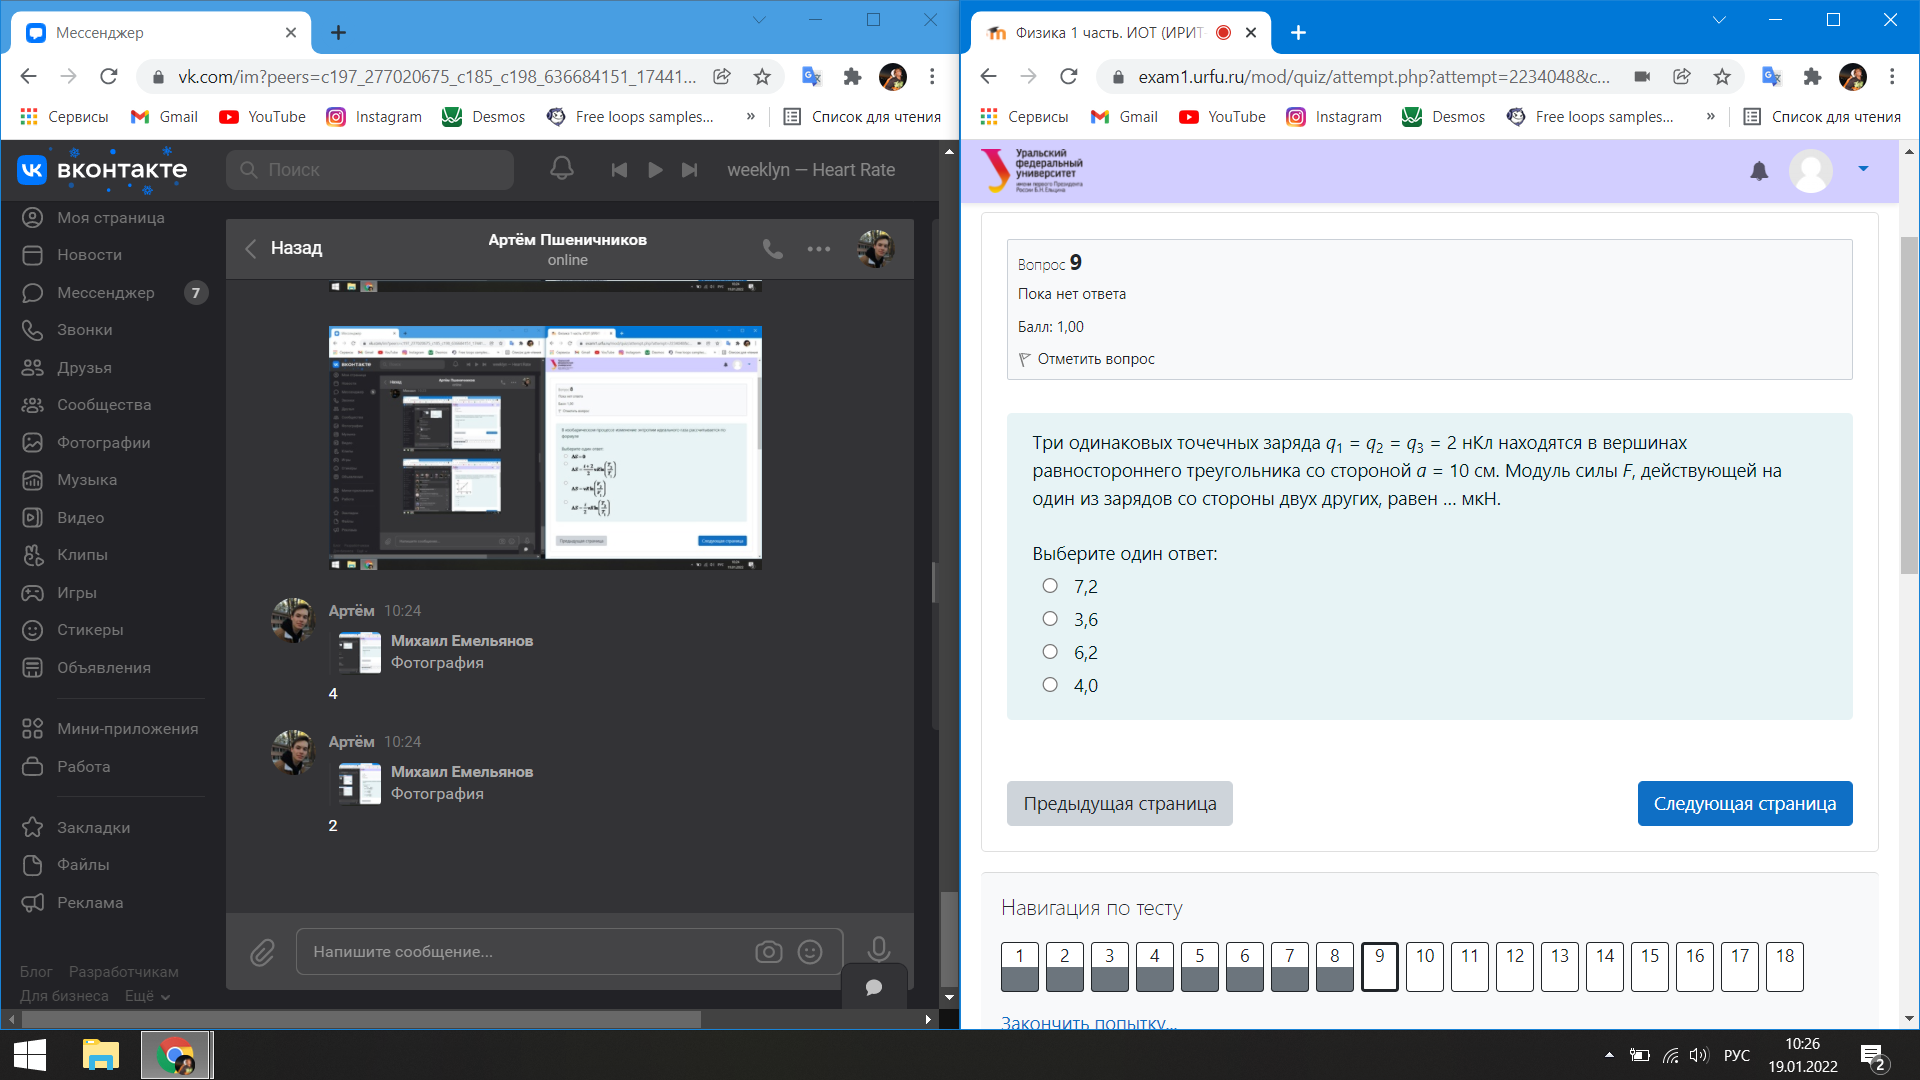 Мессенджер
vk.com/im?peers=c197_277020675_c185_c198_636684151_17441...
Сервисы
Gmail
YouTube
Instagram
Desmos
Free loops samples...
»
Список для чтения
вконтакте
Поиск
weeklyn — Heart Rate
Моя страница
Новости
Мессенджер
7
Звонки
Друзья
Сообщества
Фотографии
Музыка
Видео
Клипы
Игры
Стикеры
Объявления
Мини-приложения
Работа
Закладки
Файлы
Реклама
Блог Разработчикам
Для бизнеса Ещё
Назад
Артём Пшеничников
online
Артём 10:24
Михаил Емельянов
Фотография
4
Артём 10:24
Михаил Емельянов
Фотография
2
Напишите сообщение...
Физика 1 часть. ИОТ (ИРИТ
exam1.urfu.ru/mod/quiz/attempt.php?attempt=2234048&c...
Сервисы
Gmail
YouTube
Instagram
Desmos
Free loops samples...
»
Список для чтения
Уральский
федеральный
университет
имени первого Президента
России Б.Н.Ельцина
Вопрос 9
Пока нет ответа
Балл: 1,00
Отметить вопрос
Три одинаковых точечных заряда q1 = q2 = q3 = 2 нКл находятся в вершинах
равностороннего треугольника со стороной a = 10 см. Модуль силы F, действующей на
один из зарядов со стороны двух других, равен ... мкН.
Выберите один ответ:
7,2
3,6
6,2
4,0
Предыдущая страница
Следующая страница
Навигация по тесту
1 2 3 4 5 6 7 8 9 10 11 12 13 14 15 16 17 18
Закончить попытку...
РУС
10:26
19.01.2022
2